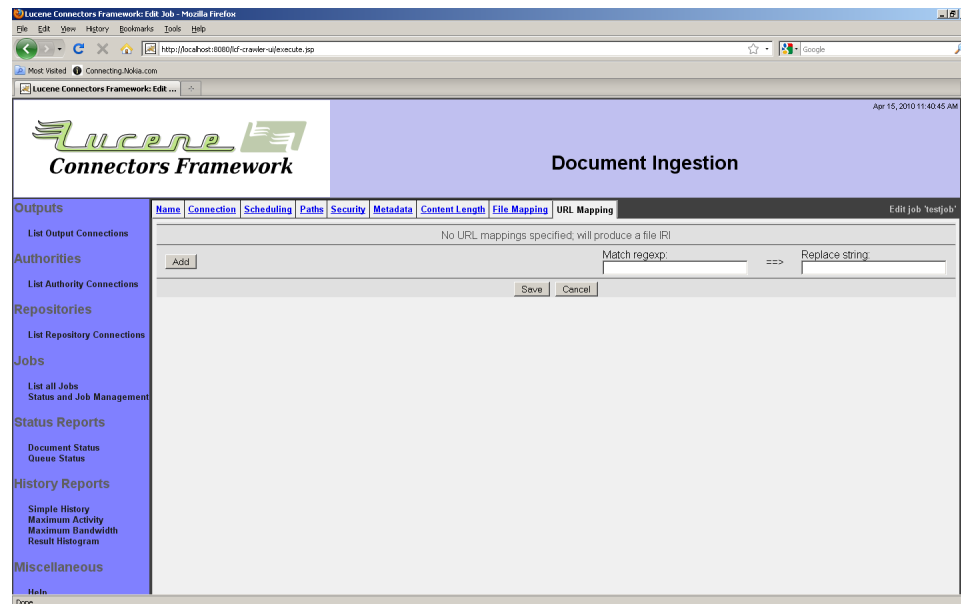 Lucene Connectors Framework: Edit Job - Mozilla Firefox
File Edit View History Bookmarks Tools Help
http://localhost:8080/lcf-crawler-ui/execute.jsp
Google
Most Visited Connecting.Nokia.com
Lucene Connectors Framework: Edit ...
Apr 15, 2010 11:40:45 AM
Lucene
Connectors Framework
Document Ingestion
Outputs
Name Connection Scheduling Paths Security Metadata Content Length File Mapping URL Mapping
Edit job 'testjob'
List Output Connections
No URL mappings specified; will produce a file IRI
Authorities
Add
Match regexp:
==>
Replace string:
List Authority Connections
Save Cancel
Repositories
List Repository Connections
Jobs
List all Jobs
Status and Job Management
Status Reports
Document Status
Queue Status
History Reports
Simple History
Maximum Activity
Maximum Bandwidth
Result Histogram
Miscellaneous
Help
Done